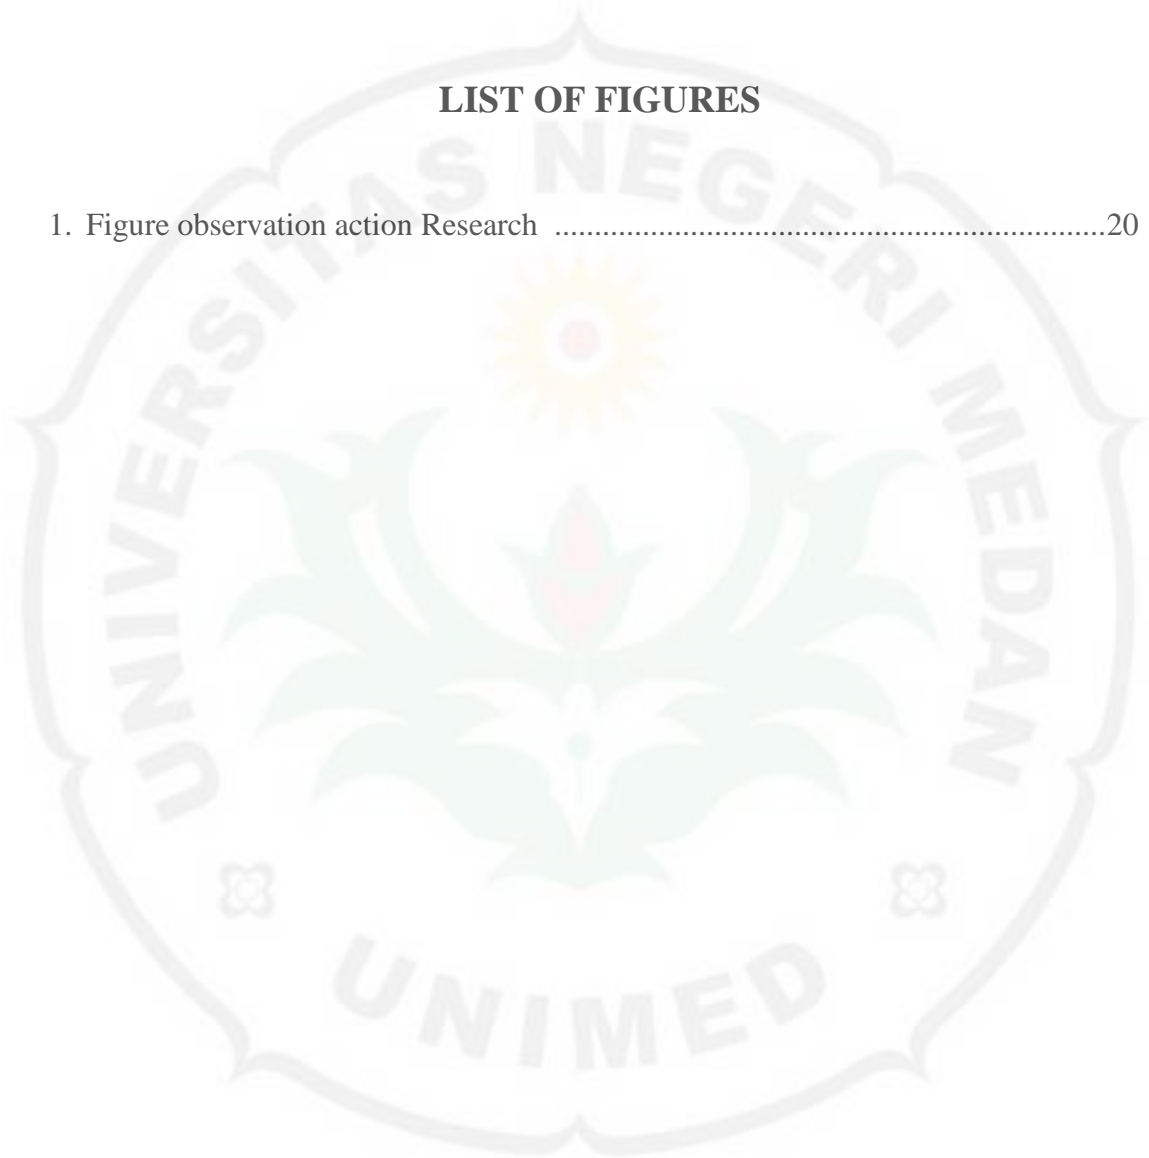 LIST OF FIGURES
1. Figure observation action Research .....................................................................20
UNIVERSITAS NEGERI MEDAN
UNIMED